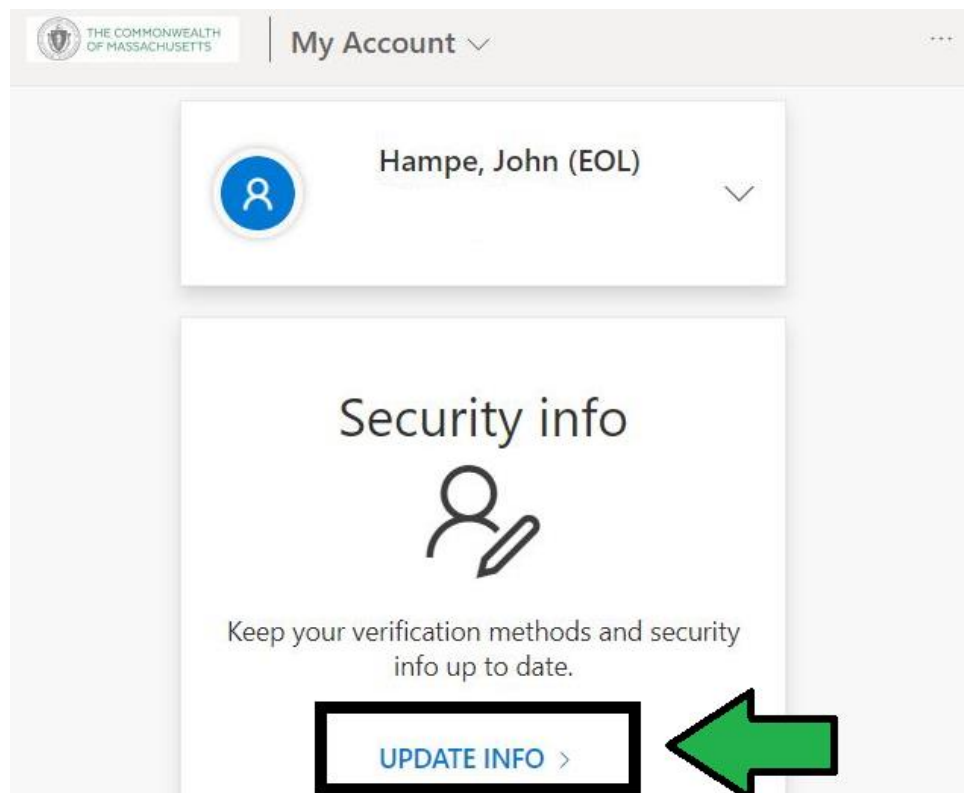 THE COMMONWEALTH
OF MASSACHUSETTS
My Account
Hampe, John (EOL)
Security info
Keep your verification methods and security
info up to date.
UPDATE INFO >